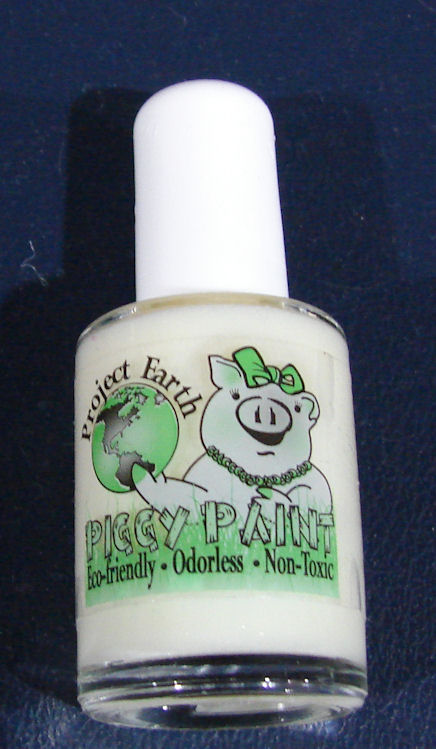 Project Earth
PIGGY PAINT
Eco-friendly • Odorless • Non-Toxic